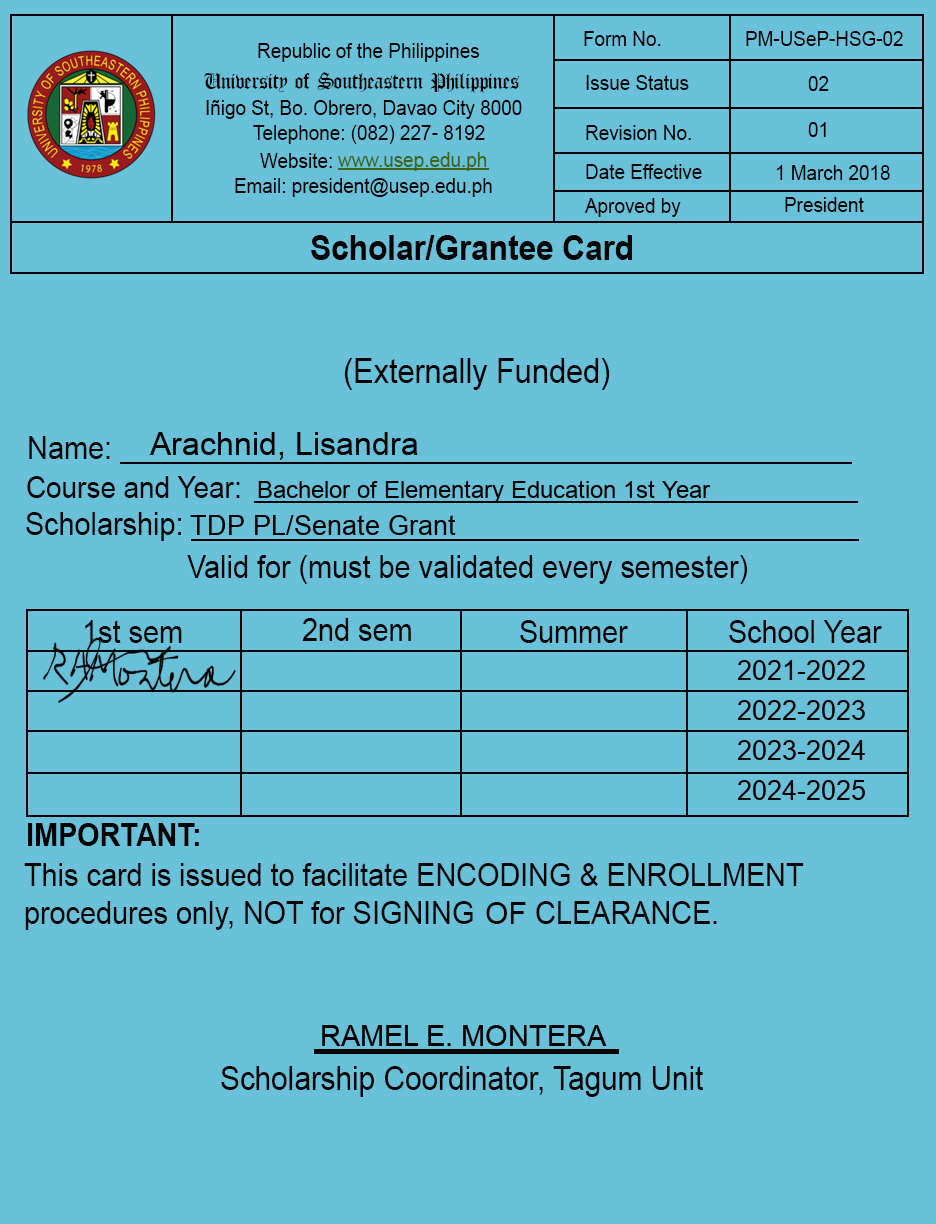 UNIVERSITY OF SOUTHEASTERN PHILIPPINES
1978
Republic of the Philippines
University of Southeastern Philippines
Iñigo St, Bo. Obrero, Davao City 8000
Telephone: (082) 227- 8192
Website: www.usep.edu.ph
Email: president@usep.edu.ph
Form No. PM-USeP-HSG-02
Issue Status 02
Revision No. 01
Date Effective 1 March 2018
Aproved by President
Scholar/Grantee Card
(Externally Funded)
Name: Arachnid, Lisandra
Course and Year: Bachelor of Elementary Education 1st Year
Scholarship: TDP PL/Senate Grant
Valid for (must be validated every semester)
1st sem 2nd sem Summer School Year
RHMontera 2021-2022
2022-2023
2023-2024
2024-2025
IMPORTANT:
This card is issued to facilitate ENCODING & ENROLLMENT
procedures only, NOT for SIGNING OF CLEARANCE.
RAMEL E. MONTERA
Scholarship Coordinator, Tagum Unit